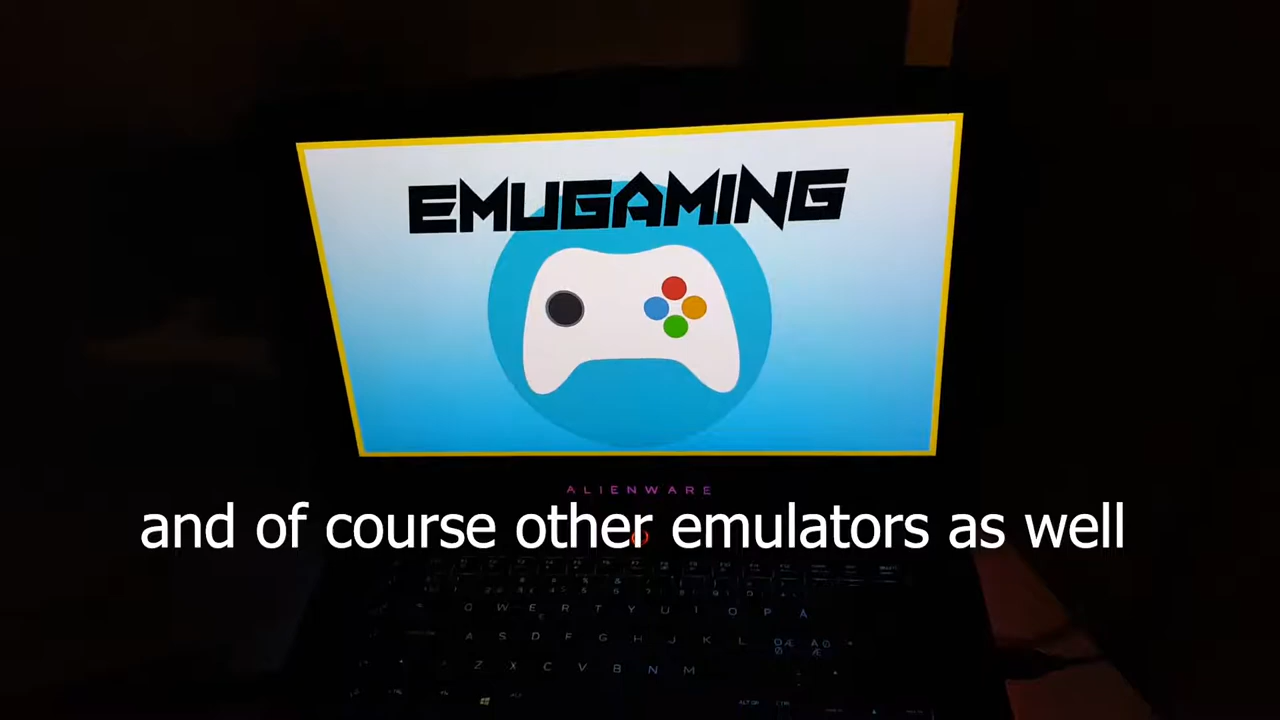 EMUGAMING
ALIENWARE
and of course other emulators as well
Q W E R T Y U I O P Å
A S D F G H J K L
Z X C V B N M